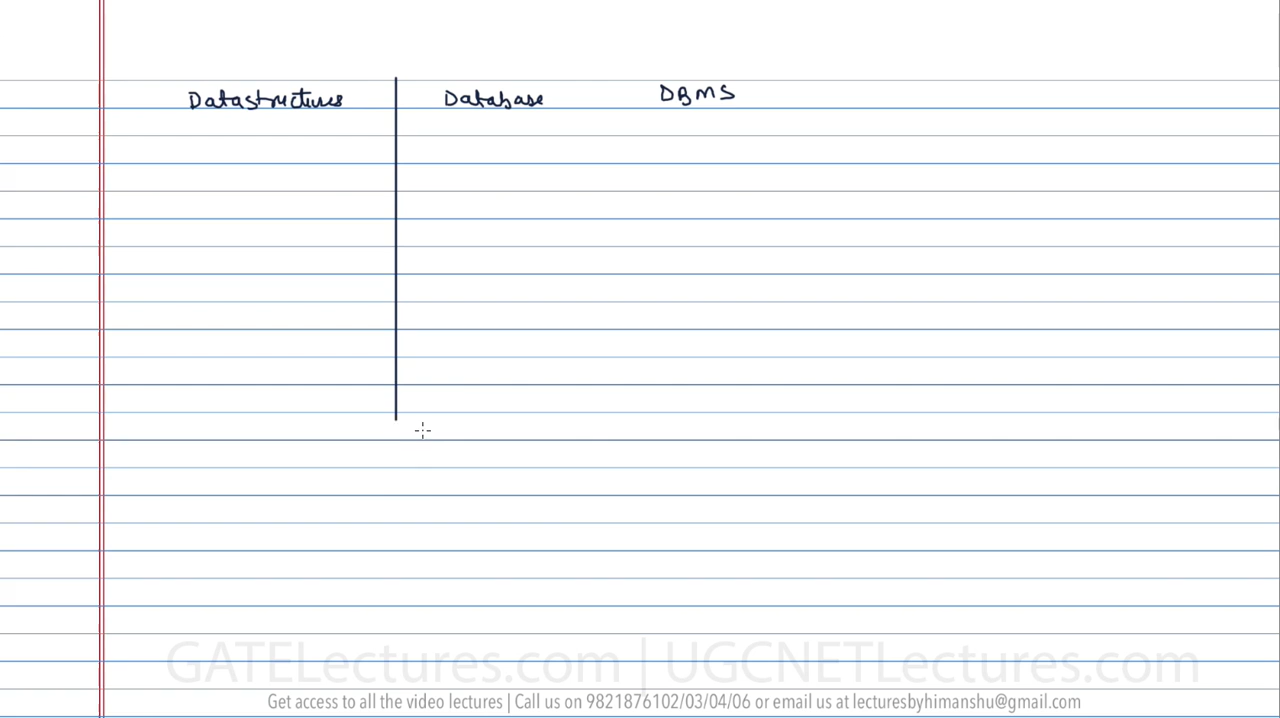 Datastructures Database DBMS
GATELectures.com | UGCNETLectures.com
Get access to all the video lectures | Call us on 9821876102/03/04/06 or email us at lecturesbyhimanshu@gmail.com